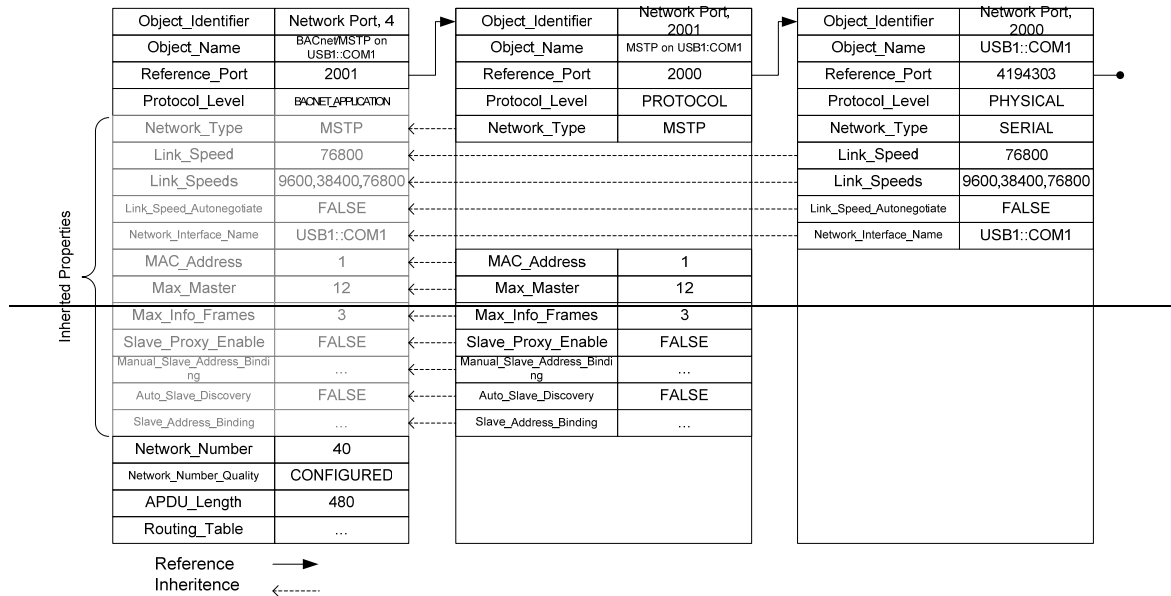 Object_Identifier Network Port, 4
Object_Name BACnet/MSTP on USB1::COM1
Reference_Port 2001
Protocol_Level BACNET_APPLICATION
Network_Type MSTP
Link_Speed 76800
Link_Speeds 9600,38400,76800
Link_Speed_Autonegotiate FALSE
Network_Interface_Name USB1::COM1
MAC_Address 1
Max_Master 12
Max_Info_Frames 3
Slave_Proxy_Enable FALSE
Manual_Slave_Address_Bindi
ng ...
Auto_Slave_Discovery FALSE
Slave_Address_Binding ...
Network_Number 40
Network_Number_Quality CONFIGURED
APDU_Length 480
Routing_Table ...
Inherited Properties
Object_Identifier Network Port, 2001
Object_Name MSTP on USB1:COM1
Reference_Port 2000
Protocol_Level PROTOCOL
Network_Type MSTP
MAC_Address 1
Max_Master 12
Max_Info_Frames 3
Slave_Proxy_Enable FALSE
Manual_Slave_Address_Bindi
ng ...
Auto_Slave_Discovery FALSE
Slave_Address_Binding ...
Object_Identifier Network Port, 2000
Object_Name USB1::COM1
Reference_Port 4194303
Protocol_Level PHYSICAL
Network_Type SERIAL
Link_Speed 76800
Link_Speeds 9600,38400,76800
Link_Speed_Autonegotiate FALSE
Network_Interface_Name USB1::COM1
Reference
Inheritence